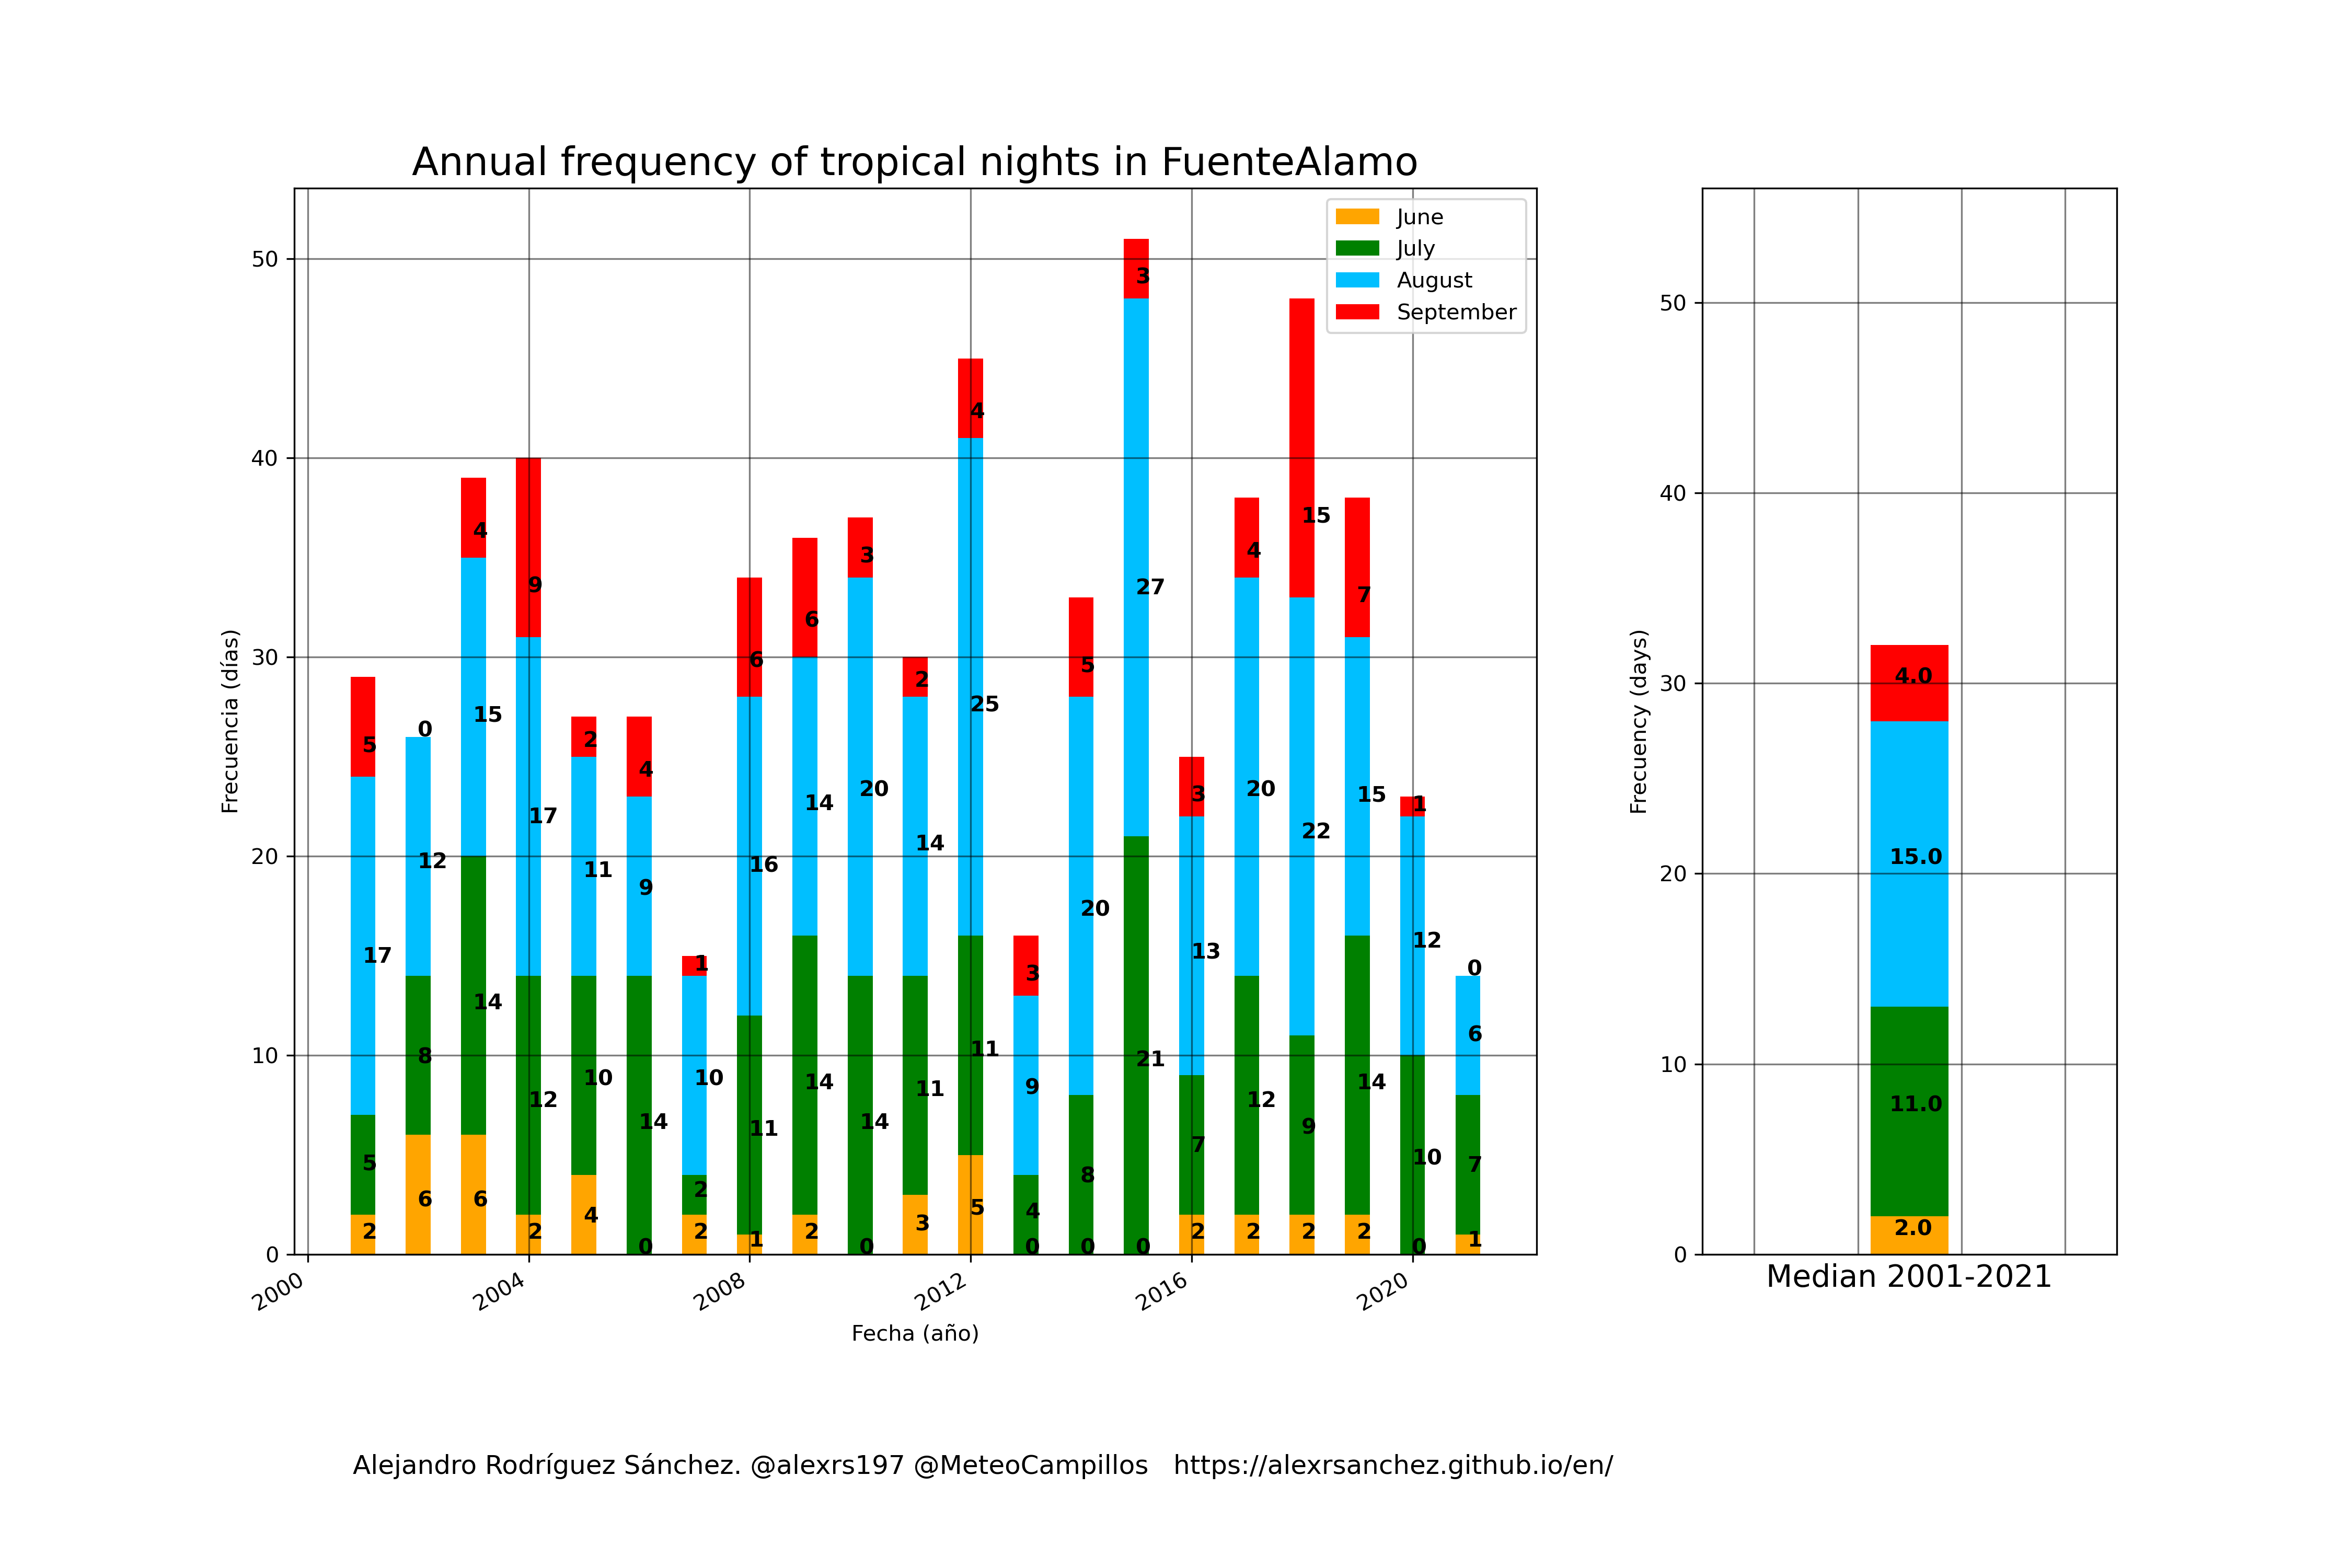 Annual frequency of tropical nights in FuenteAlamo
June
July
August
September
Frecuencia (días)
50
40
30
20
10
0
5 0 4 9 2 4 1 6 6 3 2 4 3 5 3 3 4 15 7 1 0
17 12 15 17 11 9 10 16 14 20 14 25 9 20 27 13 20 22 15 12 6
5 8 14 12 10 14 2 11 14 14 11 11 4 8 21 7 12 9 14 10 7
2 6 6 2 4 0 2 1 2 0 3 5 0 0 0 2 2 2 2 0 1
2000 2004 2008 2012 2016 2020
Fecha (año)
Frecuency (days)
50
40
30
20
10
0
4.0
15.0
11.0
2.0
Median 2001-2021
Alejandro Rodríguez Sánchez. @alexrs197 @MeteoCampillos https://alexrsanchez.github.io/en/